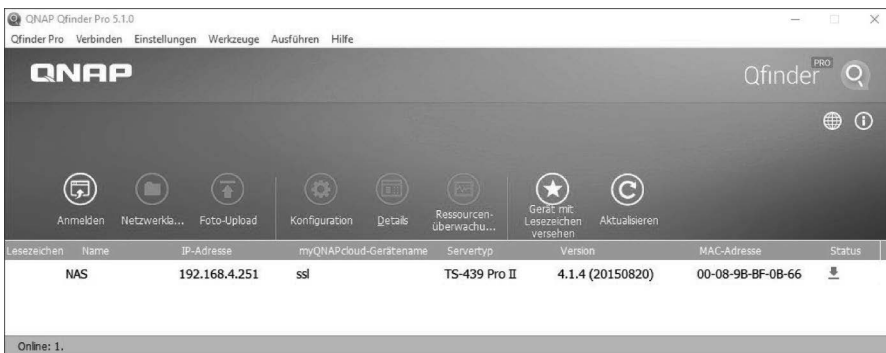 QNAP Qfinder Pro 5.1.0
Qfinder Pro Verbinden Einstellungen Werkzeuge Ausführen Hilfe
QNAP
Qfinder PRO
Anmelden Netzwerkla... Foto-Upload Konfiguration Details Ressourcen-überwachu... Gerät mit Lesezeichen versehen Aktualisieren
Lesezeichen Name IP-Adresse myQNAPcloud-Gerätename Servertyp Version MAC-Adresse Status
NAS 192.168.4.251 ssl TS-439 Pro II 4.1.4 (20150820) 00-08-9B-BF-0B-66
Online: 1.